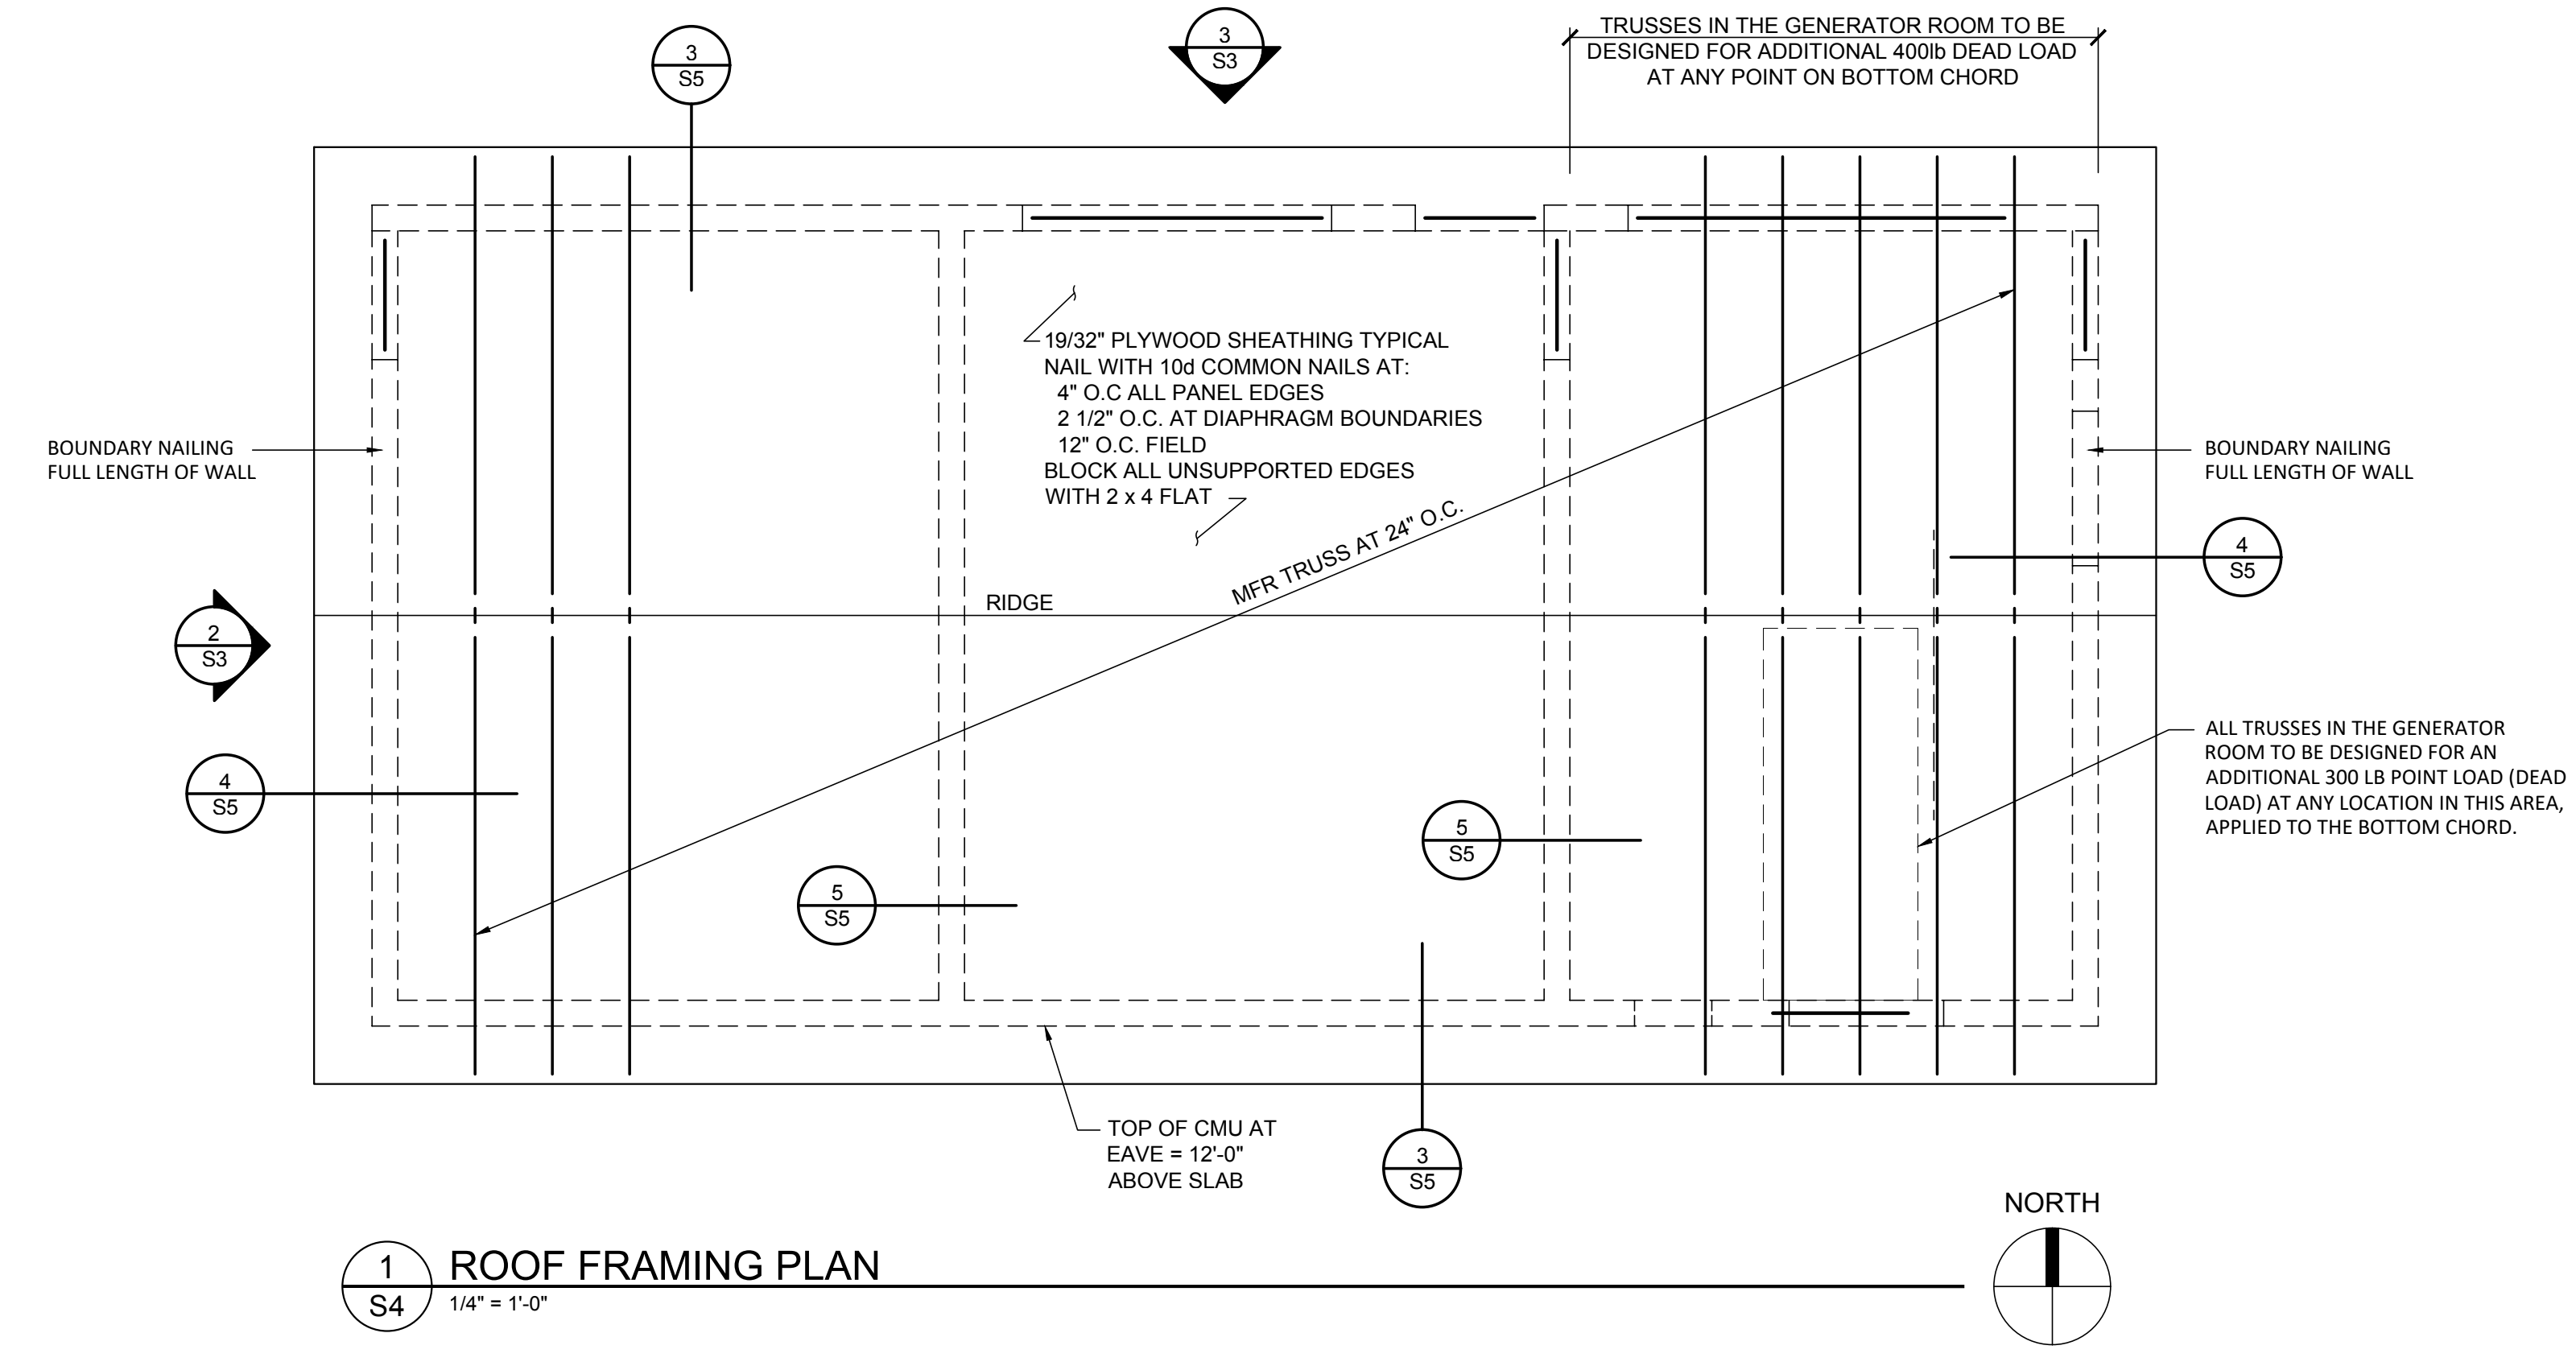 3
S5
3
S3
TRUSSES IN THE GENERATOR ROOM TO BE
DESIGNED FOR ADDITIONAL 400lb DEAD LOAD
AT ANY POINT ON BOTTOM CHORD
19/32" PLYWOOD SHEATHING TYPICAL
NAIL WITH 10d COMMON NAILS AT:
4" O.C ALL PANEL EDGES
2 1/2" O.C. AT DIAPHRAGM BOUNDARIES
12" O.C. FIELD
BLOCK ALL UNSUPPORTED EDGES
WITH 2 x 4 FLAT
BOUNDARY NAILING
FULL LENGTH OF WALL
BOUNDARY NAILING
FULL LENGTH OF WALL
MFR TRUSS AT 24" O.C.
4
S5
RIDGE
2
S3
4
S5
ALL TRUSSES IN THE GENERATOR
ROOM TO BE DESIGNED FOR AN
ADDITIONAL 300 LB POINT LOAD (DEAD
LOAD) AT ANY LOCATION IN THIS AREA,
APPLIED TO THE BOTTOM CHORD.
5
S5
5
S5
TOP OF CMU AT
EAVE = 12'-0"
ABOVE SLAB
3
S5
NORTH
1
S4
ROOF FRAMING PLAN
1/4" = 1'-0"